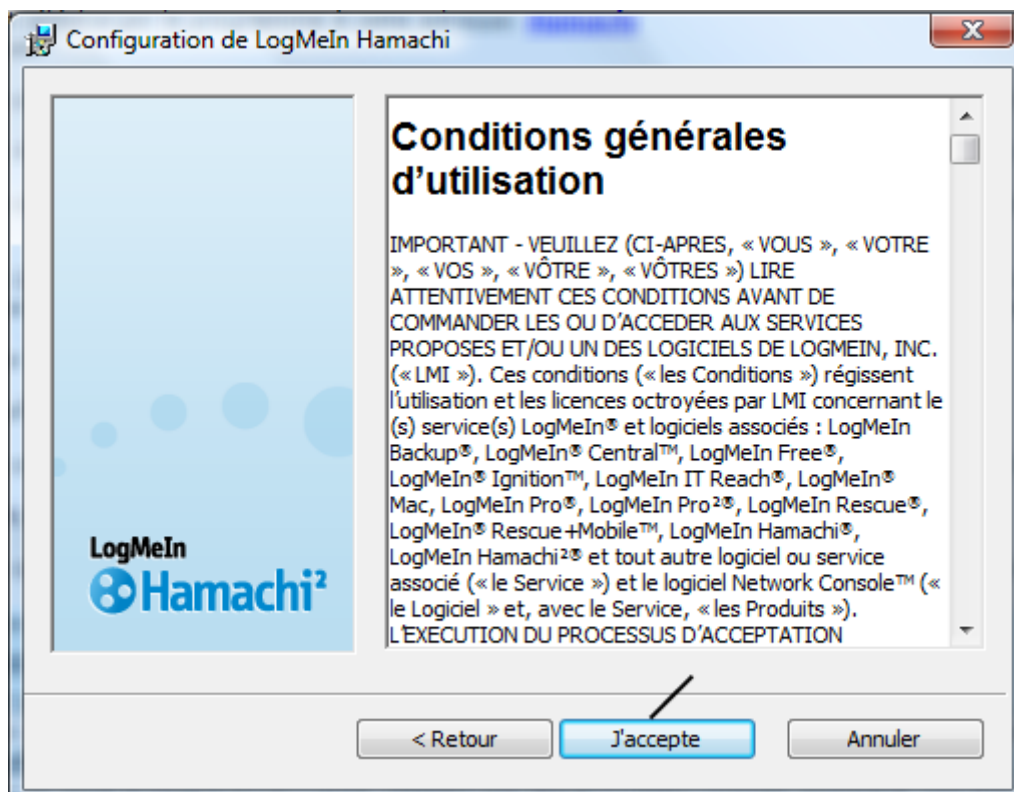 Configuration de LogMeIn Hamachi
Conditions générales
d'utilisation
IMPORTANT - VEUILLEZ (CI-APRES, « VOUS », « VOTRE
», « VOS », « VÔTRE », « VÔTRES ») LIRE
ATTENTIVEMENT CES CONDITIONS AVANT DE
COMMANDER LES OU D'ACCEDER AUX SERVICES
PROPOSES ET/OU UN DES LOGICIELS DE LOGMEIN, INC.
(« LMI »). Ces conditions (« les Conditions ») régissent
l'utilisation et les licences octroyées par LMI concernant le
(s) service(s) LogMeIn® et logiciels associés : LogMeIn
Backup®, LogMeIn® Central™, LogMeIn Free®,
LogMeIn® Ignition™, LogMeIn IT Reach®, LogMeIn®
Mac, LogMeIn Pro®, LogMeIn Pro²®, LogMeIn Rescue®,
LogMeIn® Rescue+Mobile™, LogMeIn Hamachi®,
LogMeIn Hamachi²® et tout autre logiciel ou service
associé (« le Service ») et le logiciel Network Console™ («
le Logiciel » et, avec le Service, « les Produits »).
L'EXECUTION DU PROCESSUS D'ACCEPTATION
LogMeIn
Hamachi²
< Retour
J'accepte
Annuler